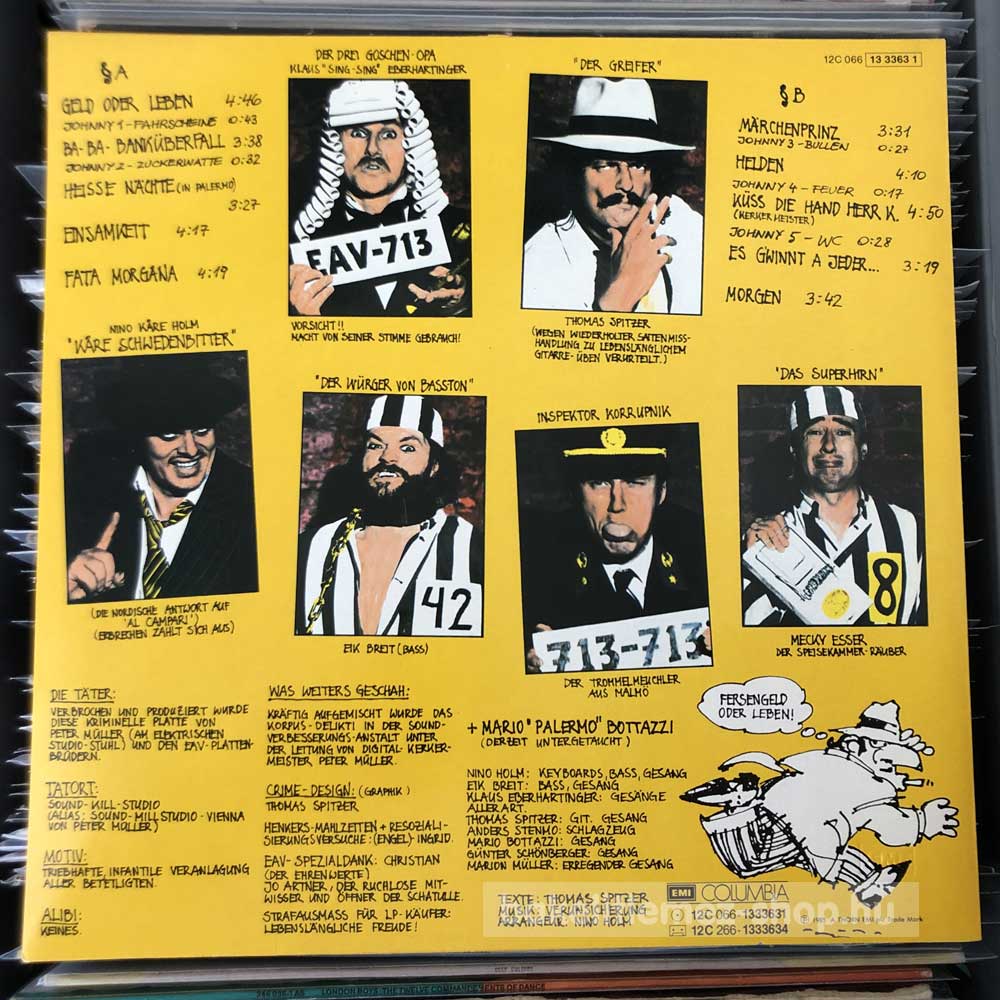 12C 066 13 3363 1
§ A
GELD ODER LEBEN 4:46
JOHNNY 1 - FAHRSCHEINE 0:43
BA-BA-BANKÜBERFALL 3:38
JOHNNY 2 - ZUCKERWATTE 0:32
HEISSE NÄCHTE (IN PALERMO)
3:27
EINSAMKEIT 4:17
FATA MORGANA 4:19
DER DREI GOSCHEN-OPA
KLAUS "SING-SING" EBERHARTINGER
EAV-713
VORSICHT!!
MACHT VON SEINER STIMME GEBRAUCH!
"DER GREIFER"
THOMAS SPITZER
(WEGEN WIEDERHOLTER SAITENMISS-
HANDLUNG ZU LEBENSLÄNGLICHEM
GITARRE-ÜBEN VERURTEILT.)
§ B
MÄRCHENPRINZ 3:31
JOHNNY 3 - BULLEN 0:27
HELDEN 4:10
JOHNNY 4 - FEUER 0:17
KÜSS DIE HAND HERR K. 4:50
(KERKERMEISTER)
JOHNNY 5 - WC 0:28
ES G'WINNT A JEDER... 3:19
MORGEN 3:42
NINO KÅRE HOLM
"KÅRE SCHWEDENBITTER"
(DIE NORDISCHE ANTWORT AUF
'AL CAMPARI')
(ERBRECHEN ZAHLT SICH AUS)
"DER WÜRGER VON BASSTON"
42
EIK BREIT (BASS)
INSPEKTOR KORRUPNIK
713-713
DER TROMMELMEUCHLER
AUS MALMÖ
"DAS SUPERHIRN"
8
MECKY ESSER
DER SPEISEKAMMER-RÄUBER
DIE TÄTER:
VERBROCHEN UND PRODUZIERT WURDE
DIESE KRIMINELLE PLATTE VON
PETER MÜLLER (AM ELEKTRISCHEN
STUDIO-STUHL) UND DEN EAV-PLATTEN-
BRÜDERN.
TATORT:
SOUND-KILL-STUDIO
(ALIAS: SOUND-MILL STUDIO-VIENNA
VON PETER MÜLLER)
MOTIV:
TRIEBHAFTE, INFANTILE VERANLAGUNG
ALLER BETEILIGTEN.
ALIBI:
KEINES.
WAS WEITERS GESCHAH:
KRÄFTIG AUFGEMISCHT WURDE DAS
KORPUS-DELIKTI IN DER SOUND-
VERBESSERUNGS-ANSTALT UNTER
DER LEITUNG VON DIGITAL-KERKER-
MEISTER PETER MÜLLER.
CRIME-DESIGN: (GRAPHIK)
THOMAS SPITZER
HENKERS-MAHLZEITEN + RESOZIALI-
SIERUNGSVERSUCHE: (ENGEL)-INGRID.
EAV-SPEZIALDANK: CHRISTIAN
(DER EHRENWERTE)
JO ARTNER, DER RUCHLOSE MIT-
WISSER UND ÖFFNER DER SCHATULLE.
STRAFAUSMASS FÜR LP-KÄUFER:
LEBENSLÄNGLICHE FREUDE!
+ MARIO "PALERMO" BOTTAZZI
(DERZEIT UNTERGETAUCHT)
NINO HOLM: KEYBOARDS, BASS, GESANG
EIK BREIT: BASS, GESANG
KLAUS EBERHARTINGER: GESÄNGE
ALLER ART.
THOMAS SPITZER: GIT. GESANG
ANDERS STENMO: SCHLAGZEUG
MARIO BOTTAZZI: GESANG
GÜNTER SCHÖNBERGER: GESANG
MARION MÜLLER: ERREGENDER GESANG
TEXTE: THOMAS SPITZER
MUSIK: VERUNSICHERUNG
ARRANGEUR: NINO HOLM
FERSENGELD
ODER LEBEN!
EMI COLUMBIA
12C 066-1333631
12C 266-1333634
℗ 1985 A THORN EMI Trade Mark
LONDON BOYS THE TWELVE COMMANDMENTS OF DANCE